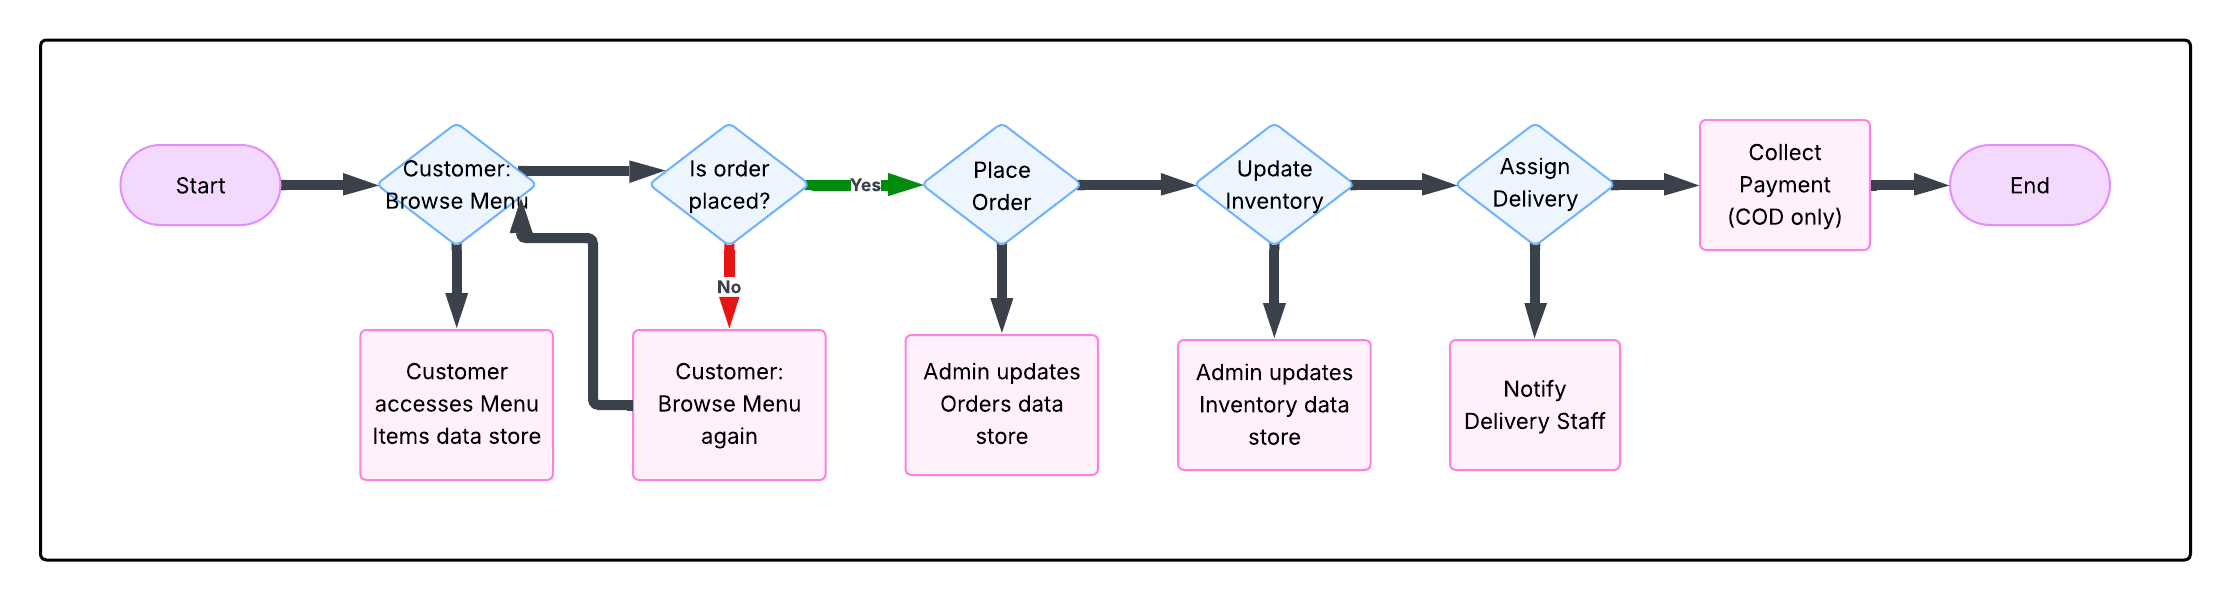 Start
Customer:
Browse Menu
Is order
placed?
Yes
Place
Order
Update
Inventory
Assign
Delivery
Collect
Payment
(COD only)
End
No
Customer
accesses Menu
Items data store
Customer:
Browse Menu
again
Admin updates
Orders data
store
Admin updates
Inventory data
store
Notify
Delivery Staff